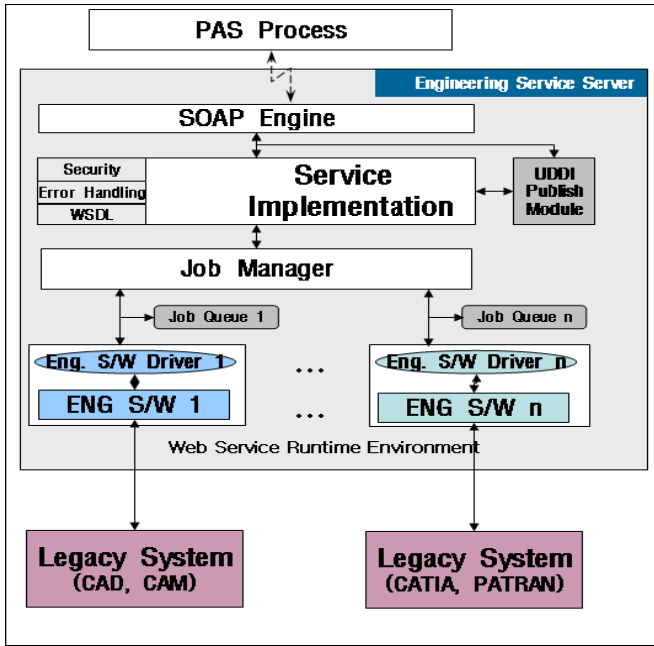 PAS Process
Engineering Service Server
SOAP Engine
Security
Error Handling
WSDL
Service
Implementation
UDDI
Publish
Module
Job Manager
Job Queue 1
Job Queue n
Eng. S/W Driver 1
ENG S/W 1
...
...
Eng. S/W Driver n
ENG S/W n
Web Service Runtime Environment
Legacy System
(CAD, CAM)
Legacy System
(CATIA, PATRAN)